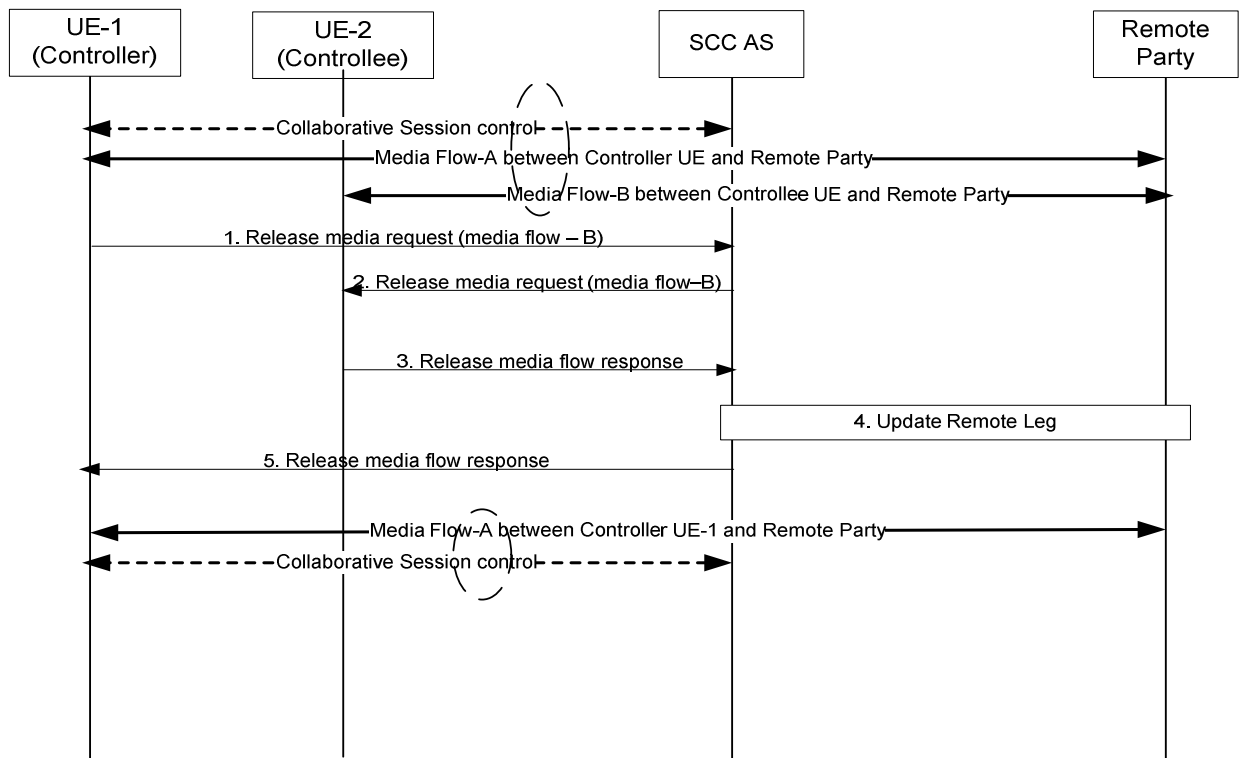 UE-1
(Controller)
UE-2
(Controllee)
SCC AS
Remote
Party
Collaborative Session control
Media Flow-A between Controller UE and Remote Party
Media Flow-B between Controllee UE and Remote Party
1. Release media request (media flow – B)
2. Release media request (media flow–B)
3. Release media flow response
4. Update Remote Leg
5. Release media flow response
Media Flow-A between Controller UE-1 and Remote Party
Collaborative Session control